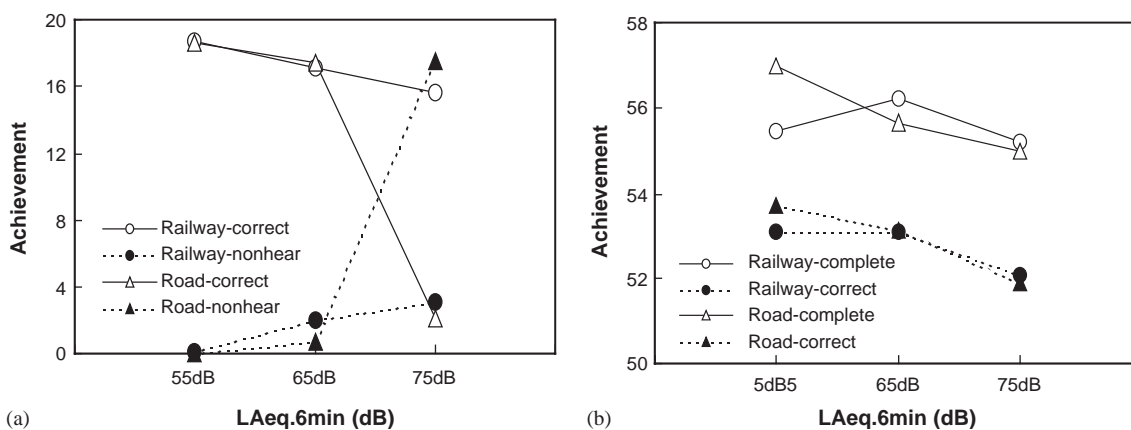 20
16
12
8
4
0
Achievement
Railway-correct
Railway-nonhear
Road-correct
Road-nonhear
55dB
65dB
75dB
LAeq.6min (dB)
(a)
58
56
54
52
50
Achievement
Railway-complete
Railway-correct
Road-complete
Road-correct
5dB5
65dB
75dB
LAeq.6min (dB)
(b)